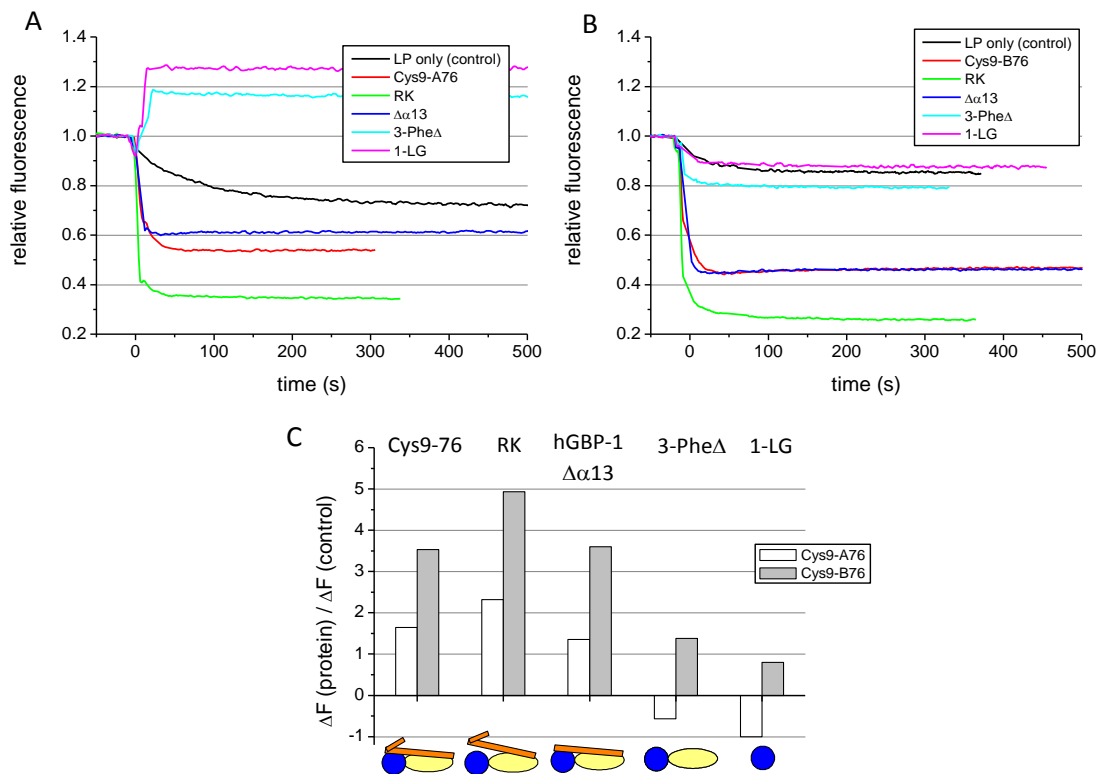 A
1.4
1.2
1.0
0.8
0.6
0.4
0.2
relative fluorescence
LP only (control)
Cys9-A76
RK
Δα13
3-PheΔ
1-LG
0 100 200 300 400 500
time (s)
B
1.4
1.2
1.0
0.8
0.6
0.4
0.2
relative fluorescence
LP only (control)
Cys9-B76
RK
Δα13
3-PheΔ
1-LG
0 100 200 300 400 500
time (s)
C
Cys9-76 RK hGBP-1 3-PheΔ 1-LG
Δα13
6
5
4
3
2
1
0
-1
ΔF (protein) / ΔF (control)
Cys9-A76
Cys9-B76